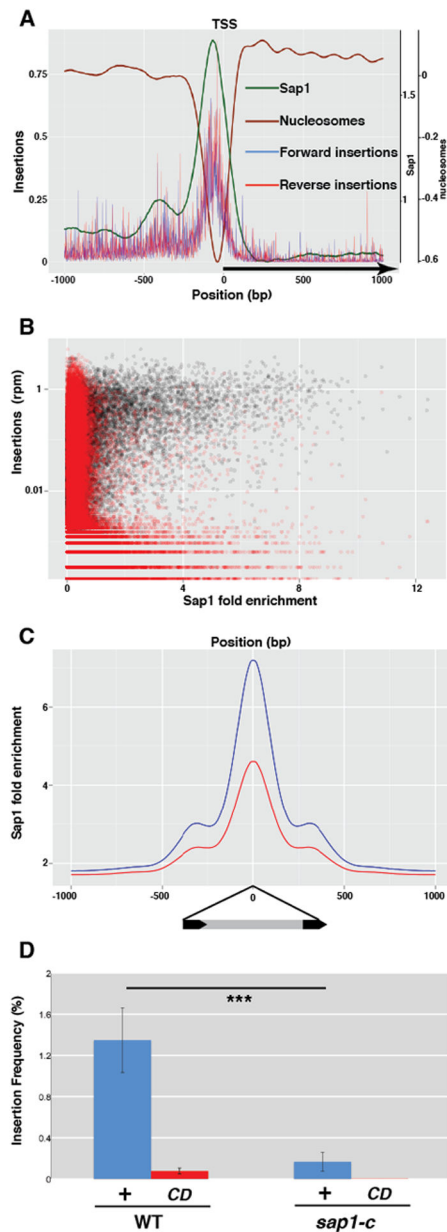 A
TSS
Insertions
0.75
0.5
0.25
0
Sap1
Nucleosomes
Forward insertions
Reverse insertions
1.5
1
Sap1
0
-0.2
-0.4
-0.6
nucleosomes
-1000
-500
0
500
1000
Position (bp)
B
Insertions (rpm)
1
0.01
0
4
8
12
Sap1 fold enrichment
C
Position (bp)
Sap1 fold enrichment
6
4
2
-1000
-500
0
500
1000
D
Insertion Frequency (%)
2
1.6
1.2
0.8
0.4
0
***
+
CD
+
CD
WT
sap1-c